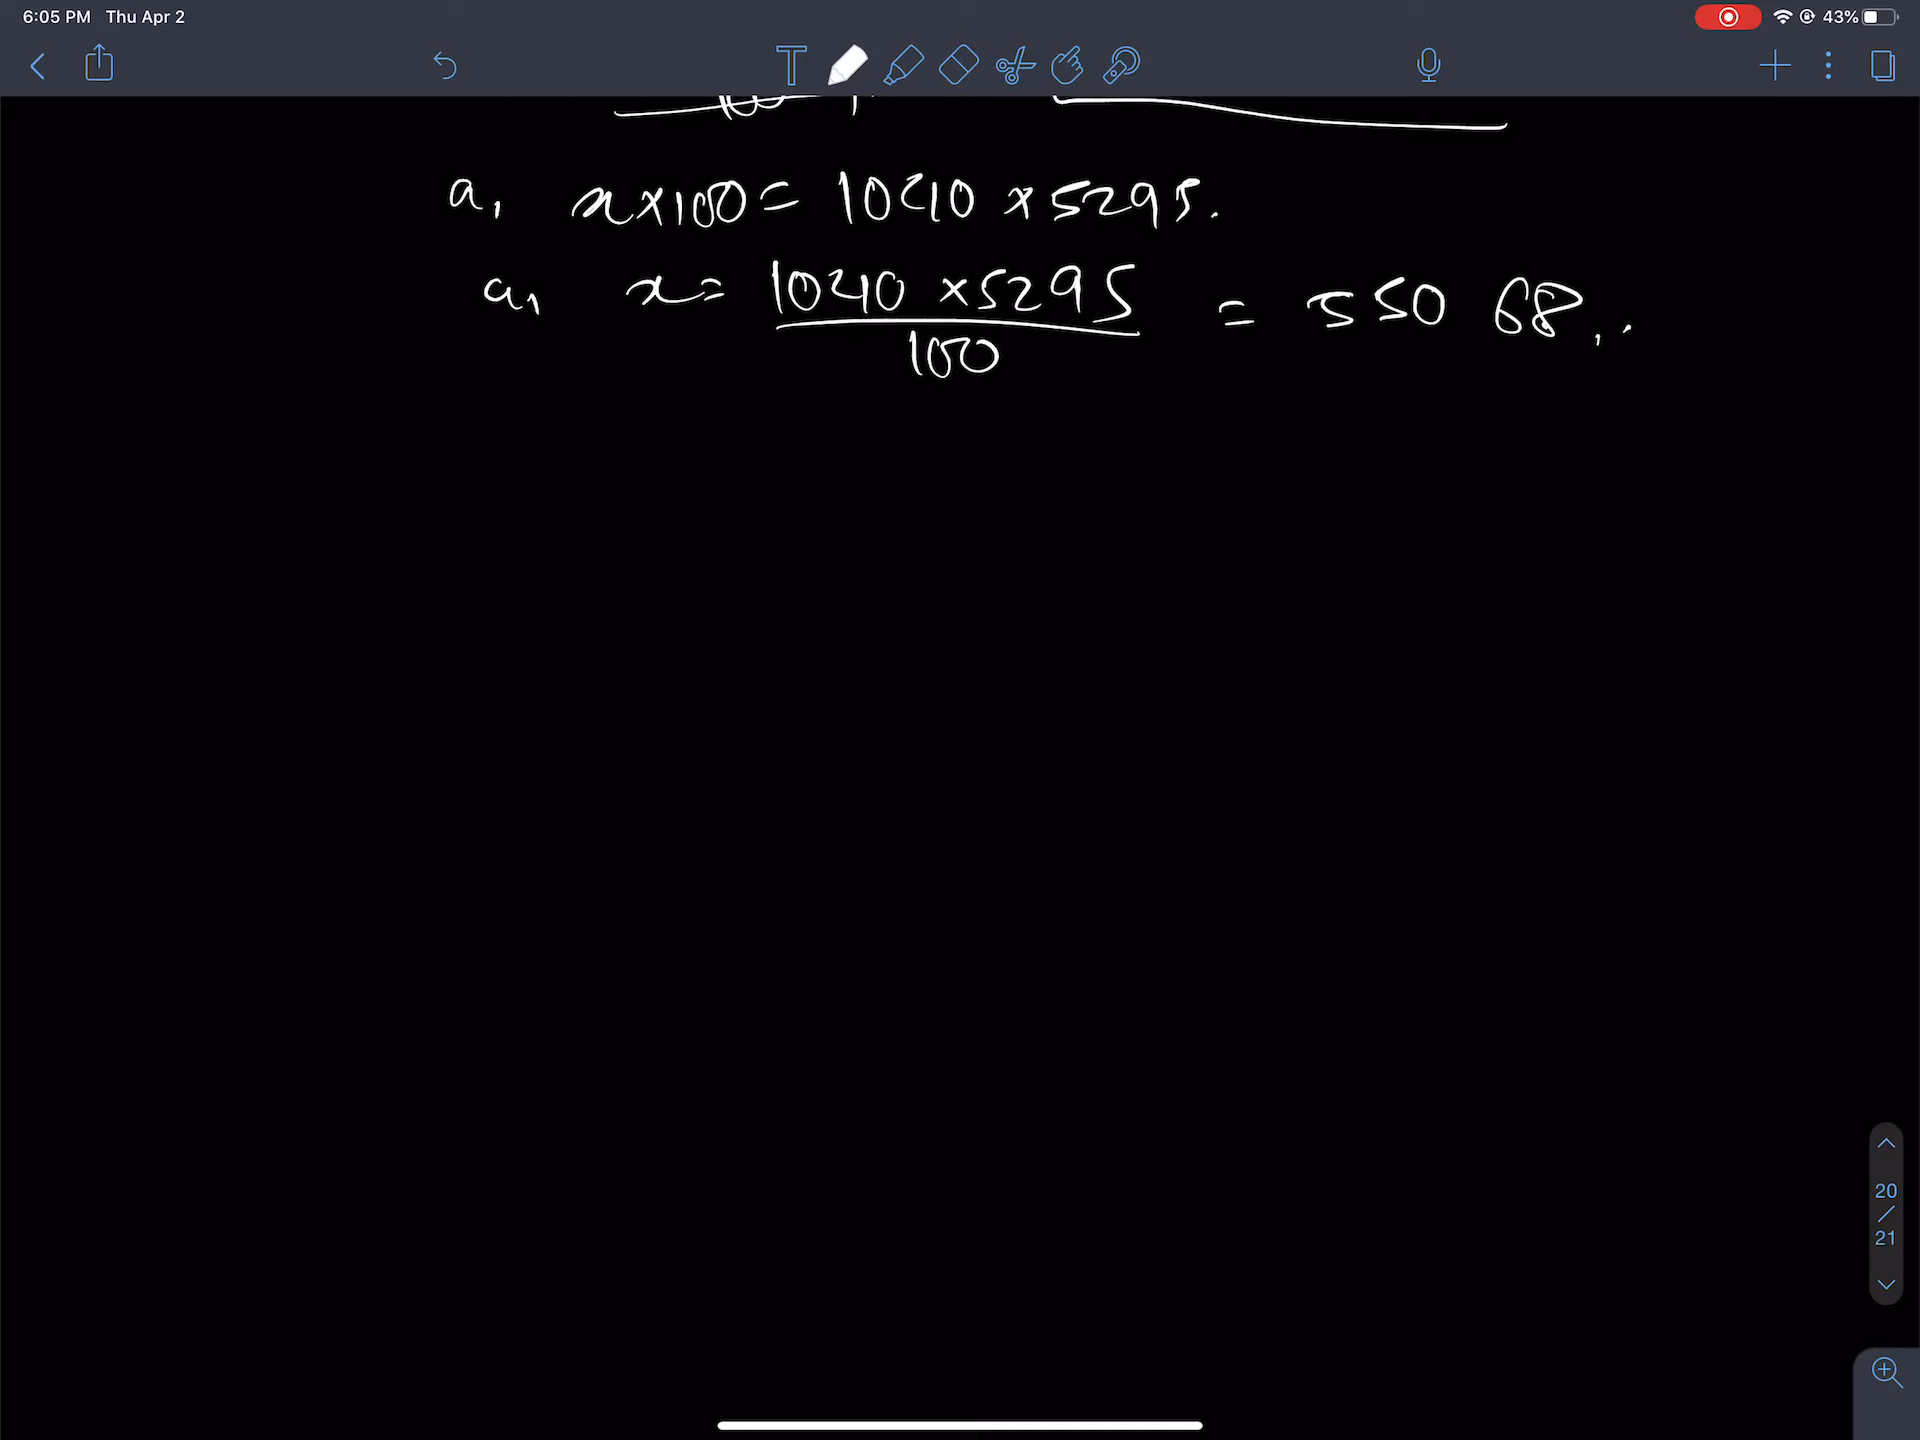 6:05 PM Thu Apr 2
43%
T
a, x×100 = 1040 ×5295.
a, x = 1040 ×5295 = 550 68,.
100
20
/
21